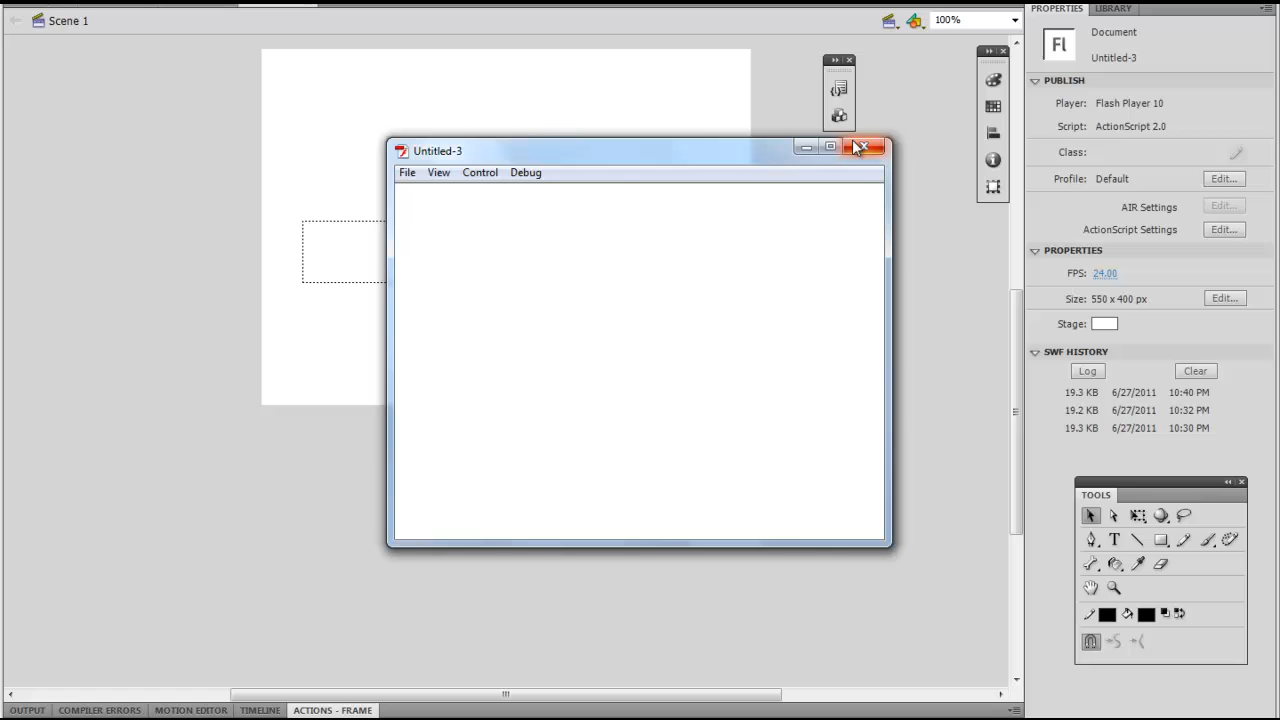 PROPERTIES
LIBRARY
Scene 1
100%
Fl
Document
Untitled-3
PUBLISH
Player: Flash Player 10
Script: ActionScript 2.0
Class:
Profile: Default
Edit...
AIR Settings
Edit...
ActionScript Settings
Edit...
PROPERTIES
FPS: 24.00
Size: 550 x 400 px
Edit...
Stage:
SWF HISTORY
Log
Clear
19.3 KB 6/27/2011 10:40 PM
19.2 KB 6/27/2011 10:32 PM
19.3 KB 6/27/2011 10:30 PM
TOOLS
Untitled-3
File View Control Debug
OUTPUT
COMPILER ERRORS
MOTION EDITOR
TIMELINE
ACTIONS - FRAME